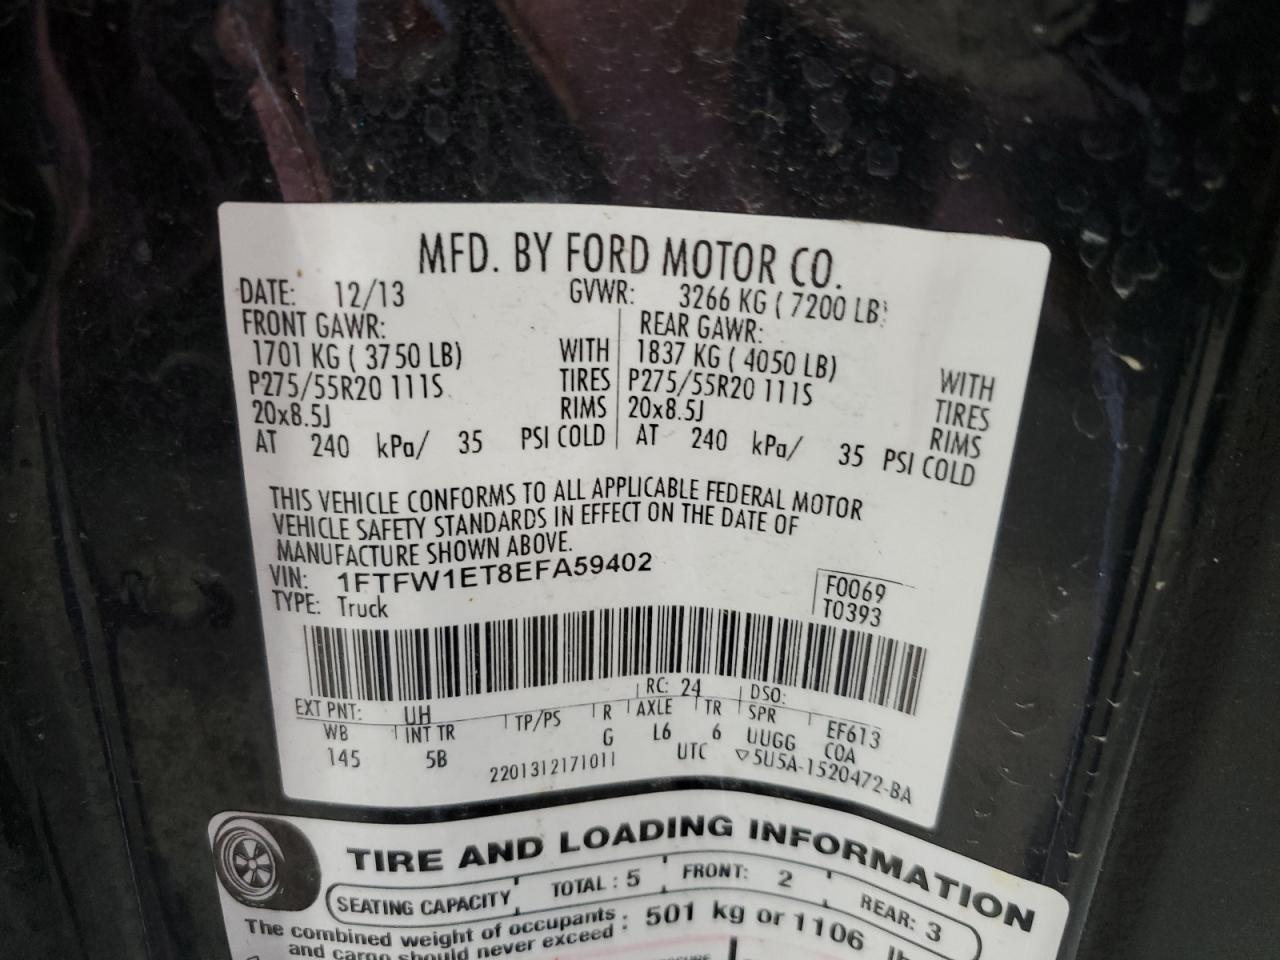 MFD. BY FORD MOTOR CO.
DATE: 12/13 GVWR: 3266 KG ( 7200 LB)
FRONT GAWR: REAR GAWR:
1701 KG ( 3750 LB) WITH 1837 KG ( 4050 LB) WITH
P275/55R20 111S TIRES P275/55R20 111S TIRES
20x8.5J RIMS 20x8.5J RIMS
AT 240 kPa/ 35 PSI COLD AT 240 kPa/ 35 PSI COLD
THIS VEHICLE CONFORMS TO ALL APPLICABLE FEDERAL MOTOR
VEHICLE SAFETY STANDARDS IN EFFECT ON THE DATE OF
MANUFACTURE SHOWN ABOVE.
VIN: 1FTFW1ET8EFA59402 F0069
TYPE: Truck T0393
EXT PNT: UH RC: 24 DSO:
WB INT TR TP/PS R AXLE TR SPR EF613
145 5B G L6 6 UUGG COA
2201312171011 UTC ▽5U5A-1520472-BA
TIRE AND LOADING INFORMATION
SEATING CAPACITY TOTAL : 5 FRONT: 2 REAR: 3
The combined weight of occupants : 501 kg or 1106
and cargo should never exceed :